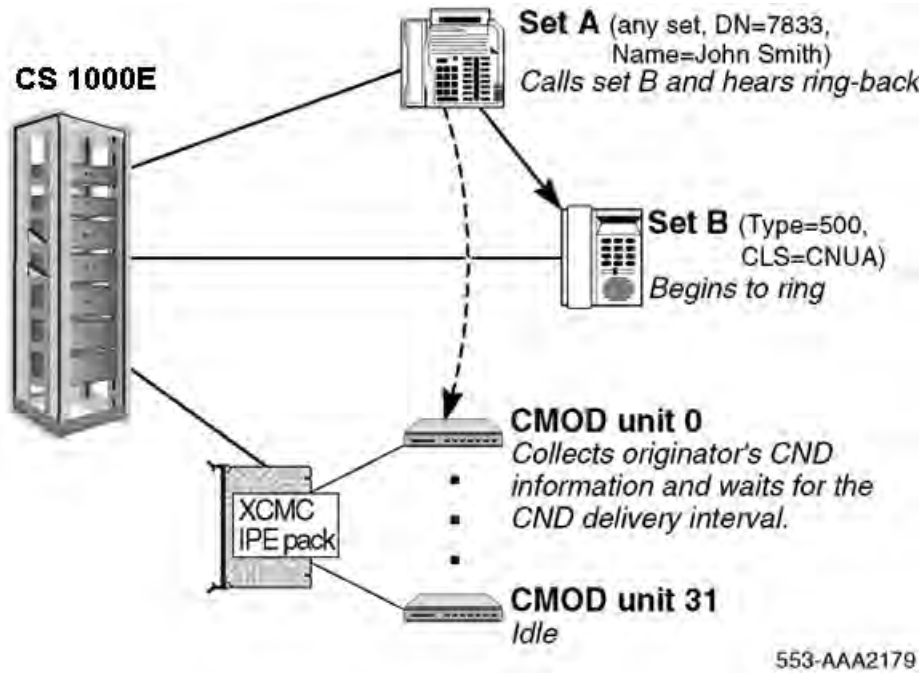 Set A (any set, DN=7833,
Name=John Smith)
Calls set B and hears ring-back
CS 1000E
Set B (Type=500,
CLS=CNUA)
Begins to ring
CMOD unit 0
Collects originator's CND
information and waits for the
CND delivery interval.
XCMC
IPE pack
CMOD unit 31
Idle
553-AAA2179